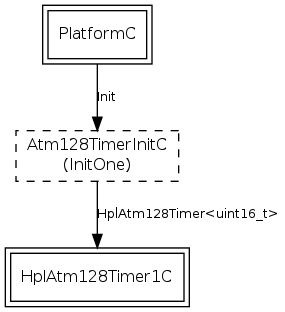 PlatformC
Init
Atm128TimerInitC
(InitOne)
HplAtm128Timer<uint16_t>
HplAtm128Timer1C